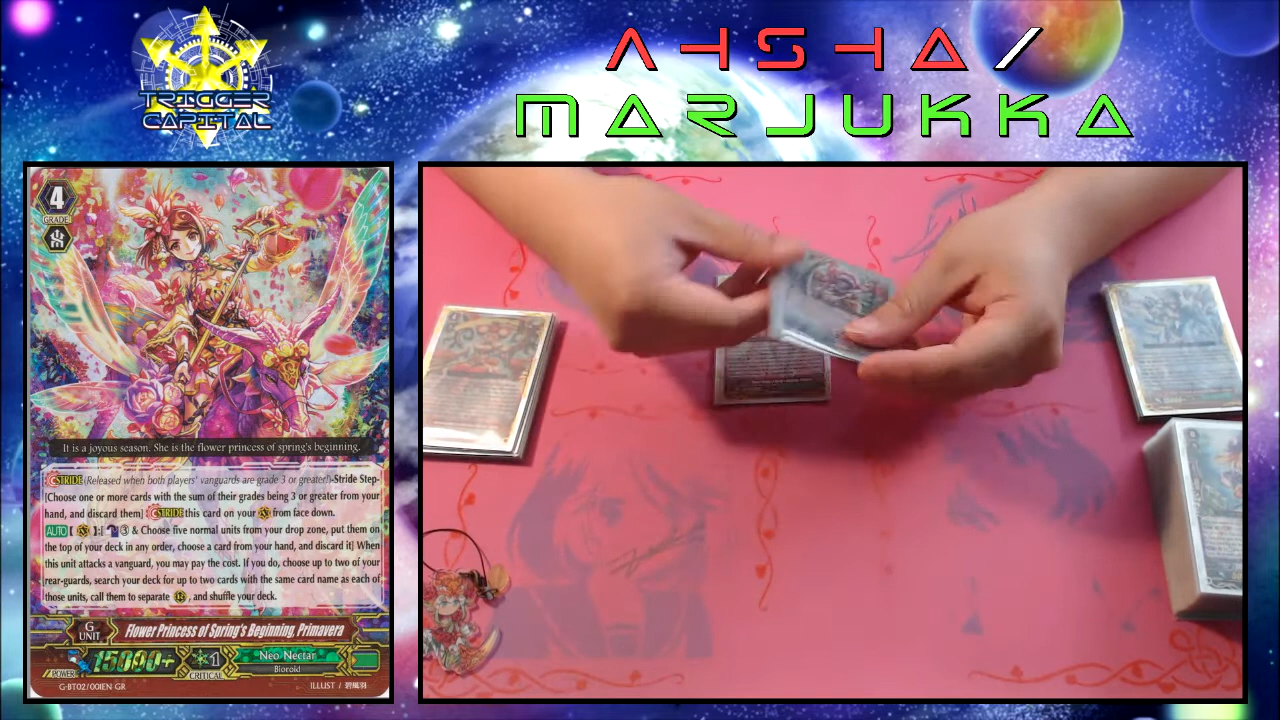 TRIGGER
CAPITAL
AHSHA/
MARJUKKA
4
GRADE
It is a joyous season. She is the flower princess of spring's beginning.
STRIDE (Released when both players' vanguards are grade 3 or greater!)-Stride Step-
[Choose one or more cards with the sum of their grades being 3 or greater from your
hand, and discard them] STRIDE this card on your from face down.
AUTO [ ]:[ 3 & Choose five normal units from your drop zone, put them on
the top of your deck in any order, choose a card from your hand, and discard it] When
this unit attacks a vanguard, you may pay the cost. If you do, choose up to two of your
rear-guards, search your deck for up to two cards with the same card name as each of
those units, call them to separate , and shuffle your deck.
G
UNIT
Flower Princess of Spring's Beginning, Primavera
POWER
15000+
1
CRITICAL
Neo Nectar
Bioroid
G-BT02/001EN GR
ILLUST / 碧風羽